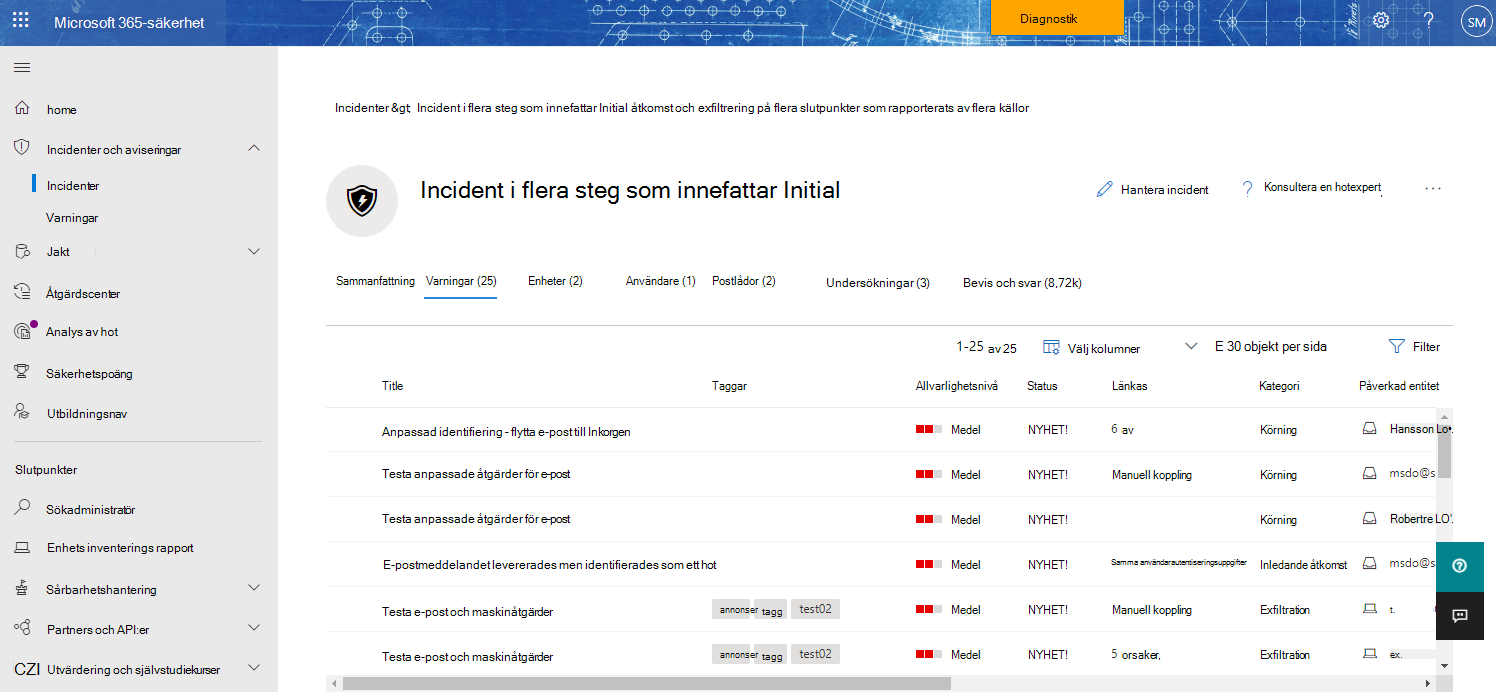 Microsoft 365-säkerhet
Diagnostik
?
SM
home
Incidenter och aviseringar
Incidenter
Varningar
Jakt
Åtgärdscenter
Analys av hot
Säkerhetspoäng
Utbildningsnav
Slutpunkter
Sökadministratör
Enhets inventerings rapport
Sårbarhetshantering
Partners och API:er
CZI Utvärdering och självstudiekurser
Incidenter &gt; Incident i flera steg som innefattar Initial åtkomst och exfiltrering på flera slutpunkter som rapporterats av flera källor
Incident i flera steg som innefattar Initial
Hantera incident
? Konsultera en hotexpert.
...
Sammanfattning Varningar (25) Enheter (2) Användare (1) Postlådor (2) Undersökningar (3) Bevis och svar (8,72k)
1-25 av 25 Välj kolumner E 30 objekt per sida Filter
Title Taggar Allvarlighetsnivå Status Länkas Kategori Påverkad entitet
Anpassad identifiering - flytta e-post till Inkorgen Medel NYHET! 6 av Körning Hansson Lo
Testa anpassade åtgärder för e-post Medel NYHET! Manuell koppling Körning msdo@s
Testa anpassade åtgärder för e-post Medel NYHET! Körning Robertre LO'.
E-postmeddelandet levererades men identifierades som ett hot Medel NYHET! Samma användarautentiseringsuppgifter Inledande åtkomst msdo@s
Testa e-post och maskinåtgärder annonser tagg test02 Medel NYHET! Manuell koppling Exfiltration t.
Testa e-post och maskinåtgärder annonser tagg test02 Medel NYHET! 5 orsaker, Exfiltration ex.